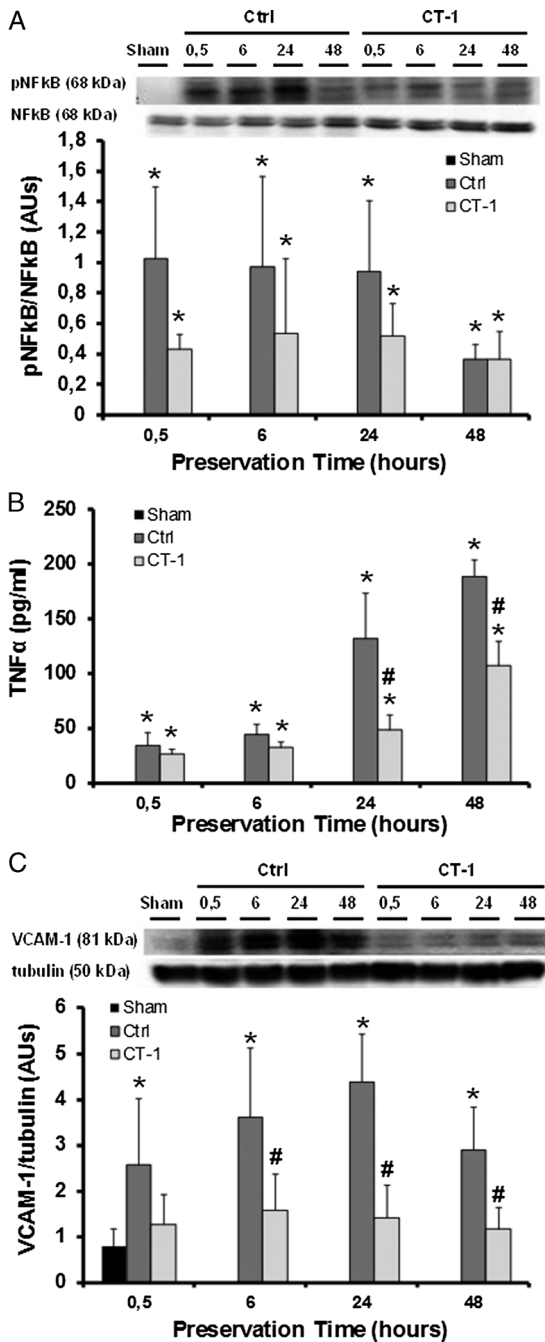 A
Ctrl CT-1
Sham 0,5 6 24 48 0,5 6 24 48
pNFkB (68 kDa)
NFkB (68 kDa)
pNFkB/NFkB (AUs)
1,8
1,6
1,4
1,2
1
0,8
0,6
0,4
0,2
0
Sham
Ctrl
CT-1
* * * * * * * *
0,5 6 24 48
Preservation Time (hours)
B
TNFα (pg/ml)
250
200
150
100
50
0
Sham
Ctrl
CT-1
* * * * * # * * # *
0,5 6 24 48
Preservation Time (hours)
C
Ctrl CT-1
Sham 0,5 6 24 48 0,5 6 24 48
VCAM-1 (81 kDa)
tubulin (50 kDa)
VCAM-1/tubulin (AUs)
6
5
4
3
2
1
0
Sham
Ctrl
CT-1
* * # * # * #
0,5 6 24 48
Preservation Time (hours)